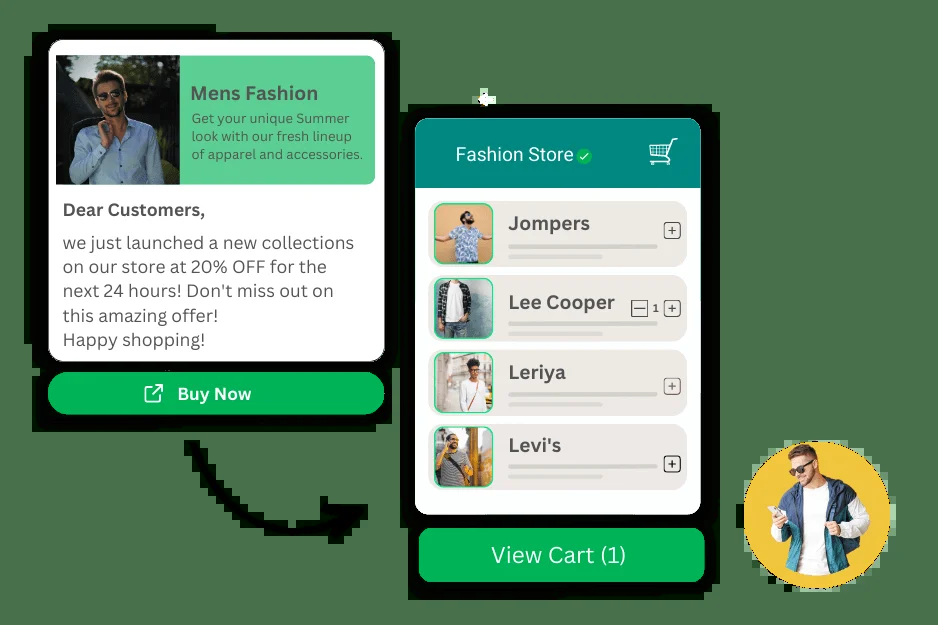 Mens Fashion
Get your unique Summer
look with our fresh lineup
of apparel and accessories.
Dear Customers,
we just launched a new collections
on our store at 20% OFF for the
next 24 hours! Don't miss out on
this amazing offer!
Happy shopping!
Buy Now
Fashion Store
Jompers
Lee Cooper
1
Leriya
Levi's
View Cart (1)